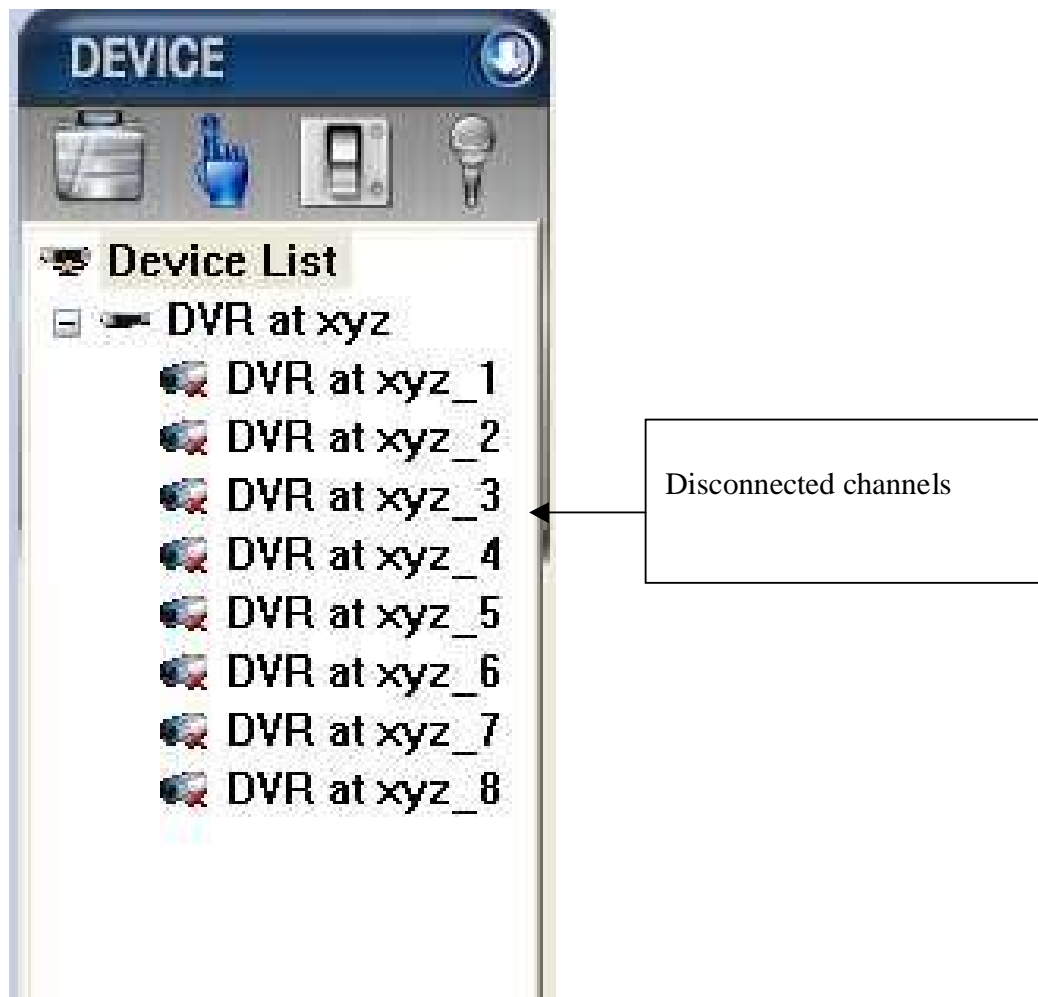 DEVICE
Device List
DVR at xyz
DVR at xyz_1
DVR at xyz_2
DVR at xyz_3
DVR at xyz_4
DVR at xyz_5
DVR at xyz_6
DVR at xyz_7
DVR at xyz_8
Disconnected channels